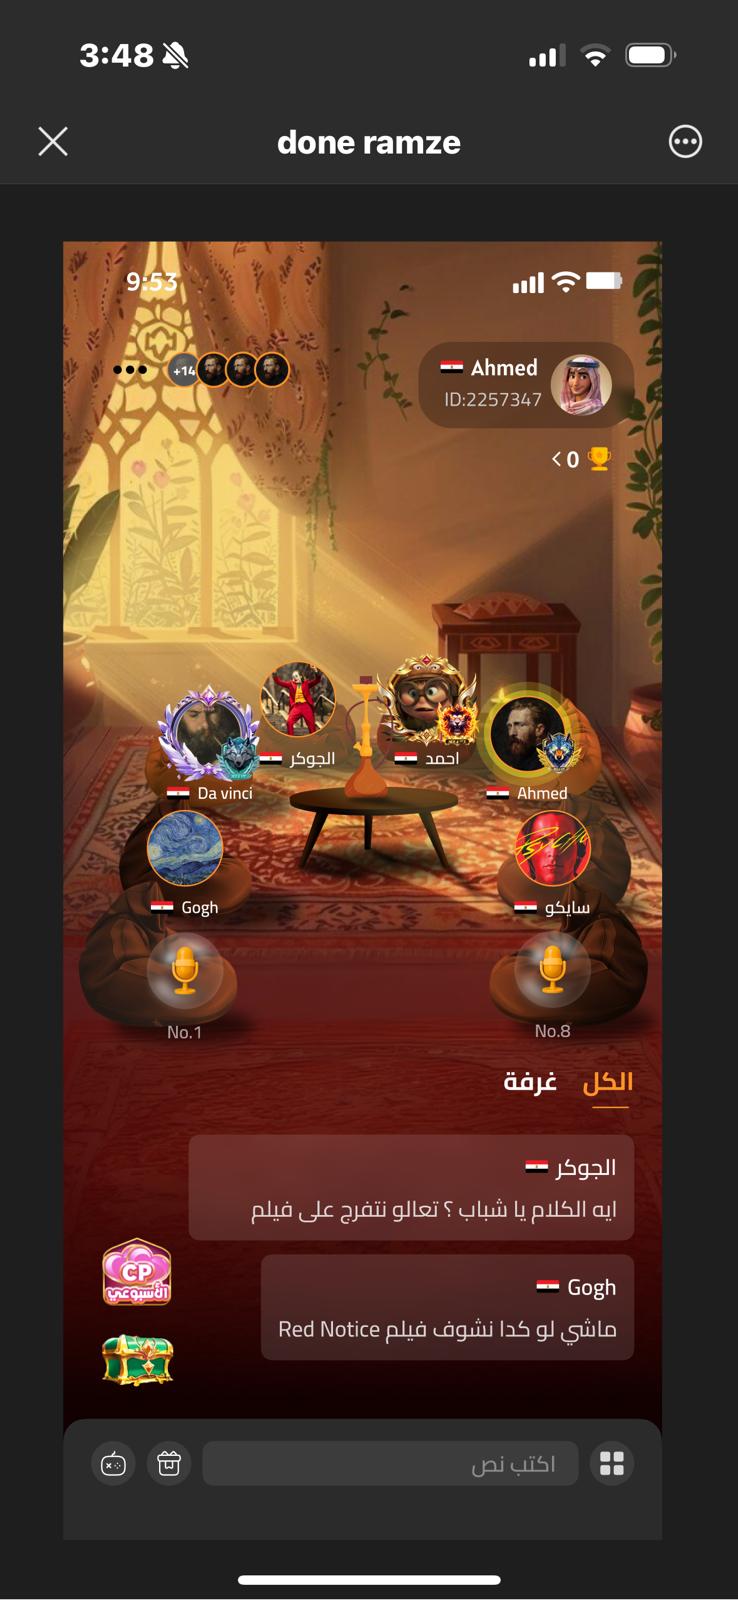 3:48
done ramze
9:53
+14
Ahmed
ID:2257347
<0
الجوكر
احمد
Da vinci
Ahmed
PSYCHO
Gogh
سايكو
No.1
No.8
الكل
غرفة
الجوكر
ايه الكلام يا شباب ؟ تعالو نتفرج على فيلم
CP
الأسبوعي
Gogh
ماشي لو كدا نشوف فيلم Red Notice
اكتب نص